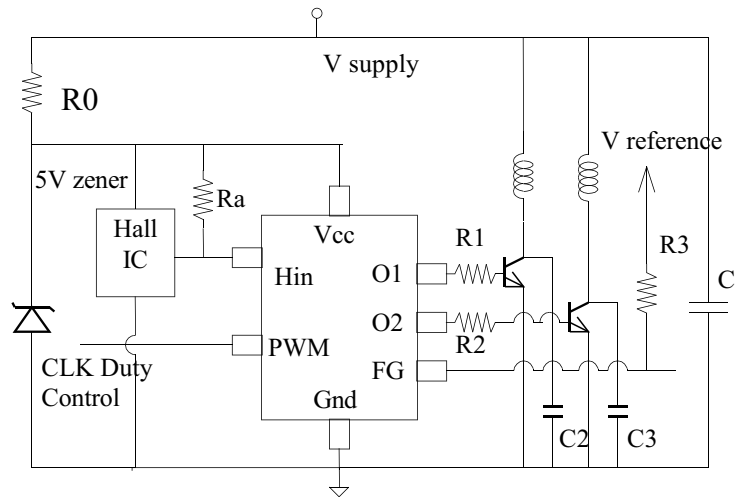 V supply
R0
V reference
5V zener
Ra
Hall
IC
Vcc
R1
R3
Hin
O1
C
O2
R2
PWM
FG
CLK Duty
Control
Gnd
C2
C3